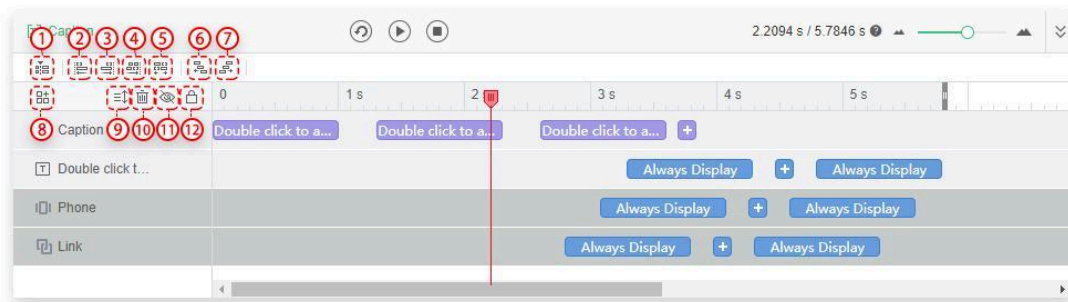 Caption
2.2094 s / 5.7846 s ?
1 2 3 4 5 6 7
0 1 s 2 3 s 4 s 5 s
8 Caption 9 10 11 12 Double click to a... Double click to a... Double click to a... +
T Double click t... Always Display + Always Display
Phone Always Display + Always Display
Link Always Display + Always Display